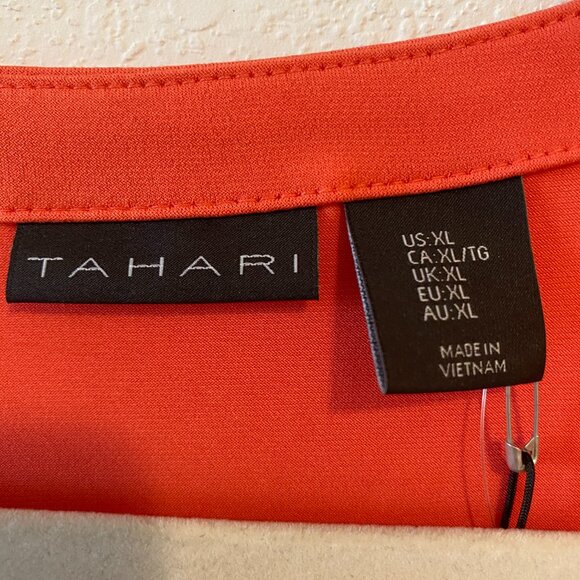 TAHARI
US:XL
CA:XL/TG
UK:XL
EU:XL
AU:XL
MADE IN
VIETNAM